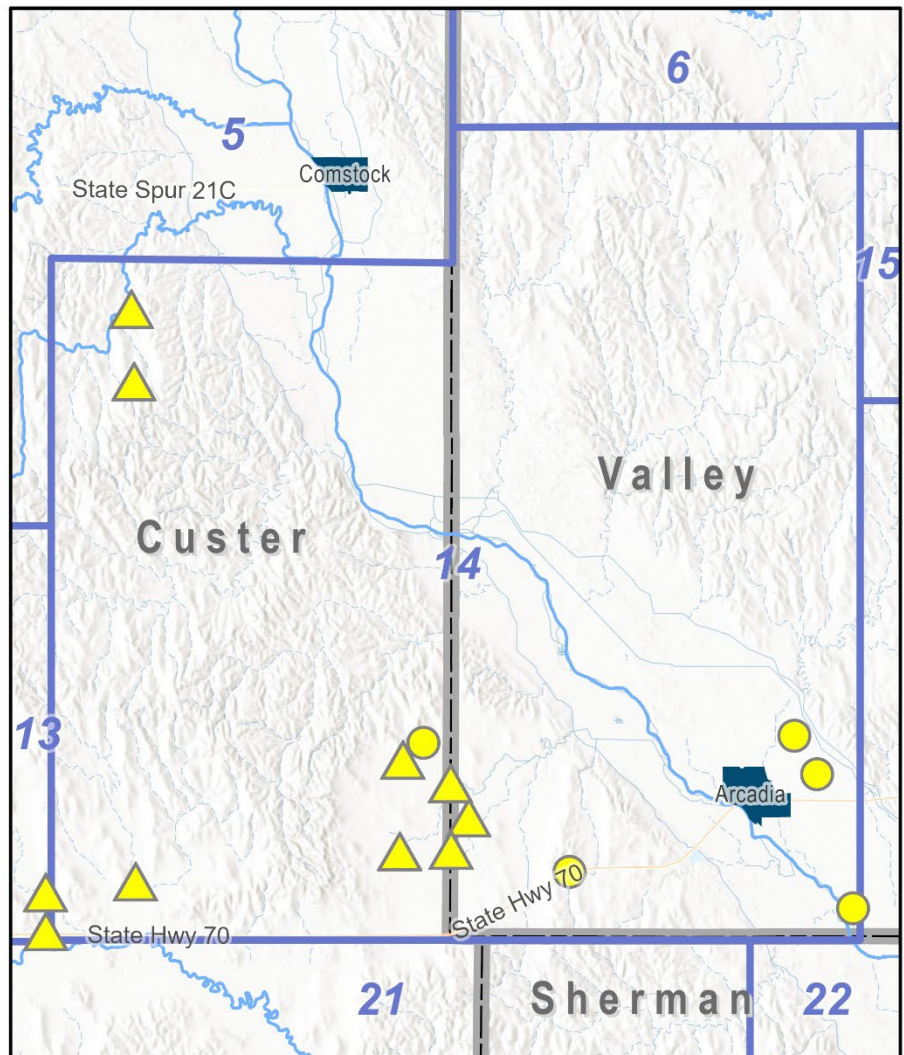 6
5
Comstock
State Spur 21C
15
Valley
Custer
14
13
Arcadia
State Hwy 70
State Hwy 70
21
Sherman
22